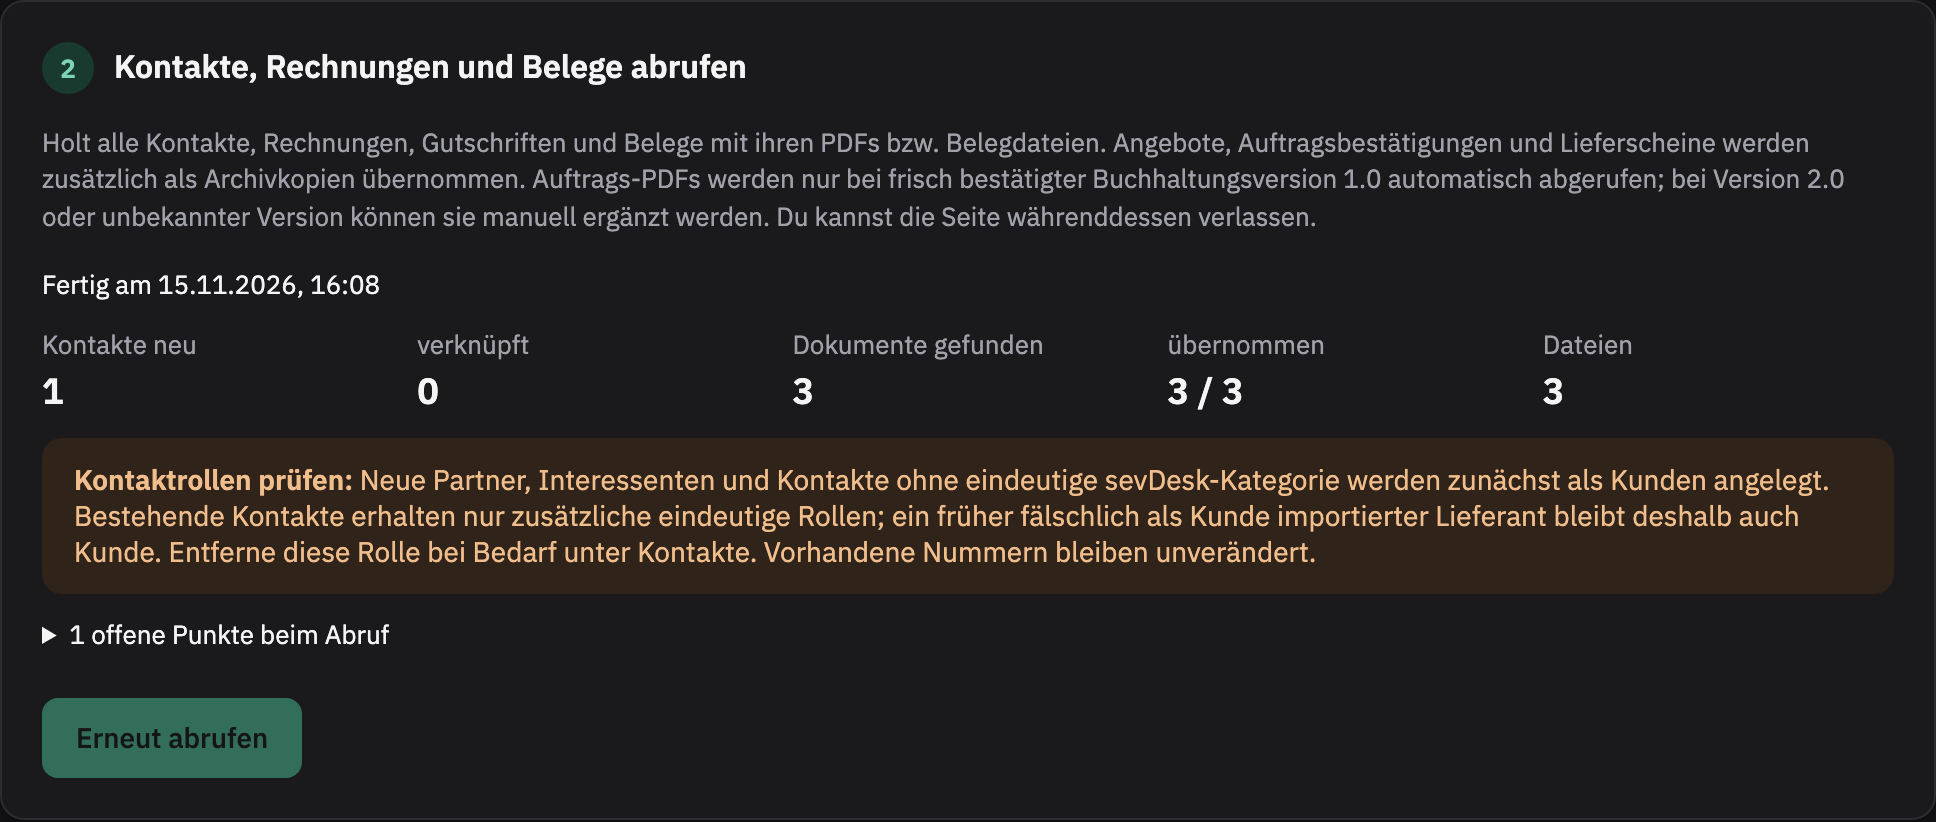 2 Kontakte, Rechnungen und Belege abrufen
Holt alle Kontakte, Rechnungen, Gutschriften und Belege mit ihren PDFs bzw. Belegdateien. Angebote, Auftragsbestätigungen und Lieferscheine werden
zusätzlich als Archivkopien übernommen. Auftrags-PDFs werden nur bei frisch bestätigter Buchhaltungsversion 1.0 automatisch abgerufen; bei Version 2.0
oder unbekannter Version können sie manuell ergänzt werden. Du kannst die Seite währenddessen verlassen.
Fertig am 15.11.2026, 16:08
Kontakte neu verknüpft Dokumente gefunden übernommen Dateien
1 0 3 3 / 3 3
Kontaktrollen prüfen: Neue Partner, Interessenten und Kontakte ohne eindeutige sevDesk-Kategorie werden zunächst als Kunden angelegt.
Bestehende Kontakte erhalten nur zusätzliche eindeutige Rollen; ein früher fälschlich als Kunde importierter Lieferant bleibt deshalb auch
Kunde. Entferne diese Rolle bei Bedarf unter Kontakte. Vorhandene Nummern bleiben unverändert.
1 offene Punkte beim Abruf
Erneut abrufen